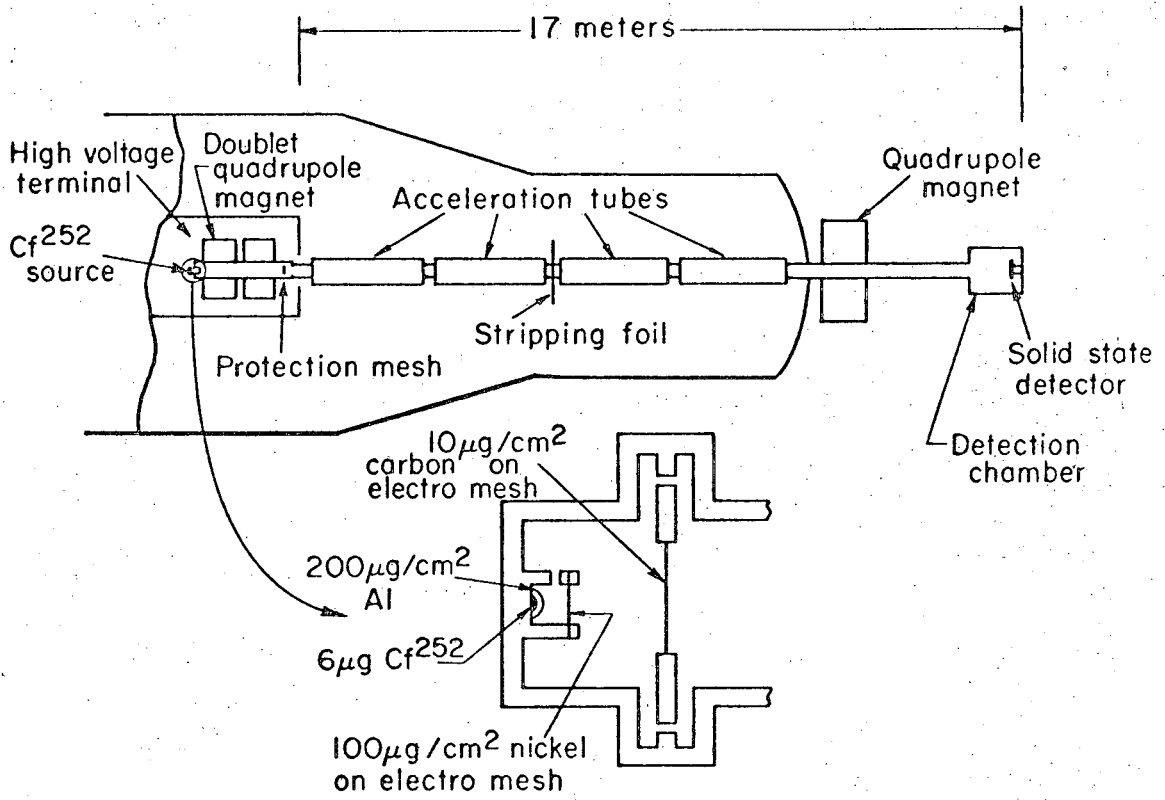 17 meters
High voltage
terminal
Doublet
quadrupole
magnet
Acceleration tubes
Quadrupole
magnet
Cf252
source
Stripping foil
Protection mesh
Solid state
detector
Detection
chamber
10μg/cm2
carbon on
electro mesh
200μg/cm2
Al
6μg Cf252
100μg/cm2 nickel
on electro mesh